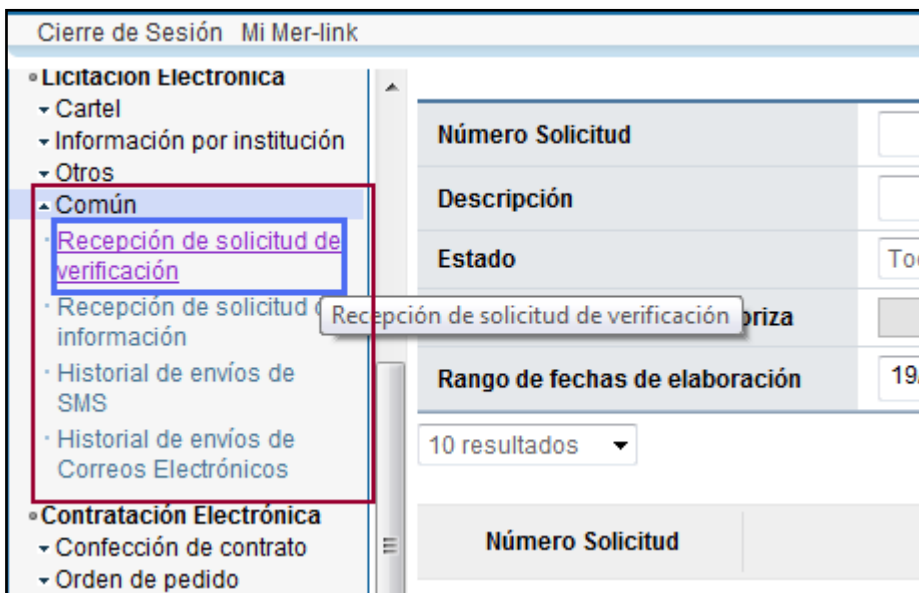 Cierre de Sesión Mi Mer-link
Licitación Electrónica
Cartel
Información por institución
Otros
Común
Recepción de solicitud de
verificación
Recepción de solicitud
información
Historial de envíos de
SMS
Historial de envíos de
Correos Electrónicos
Contratación Electrónica
Confección de contrato
Orden de pedido
Número Solicitud
Descripción
Estado
Recepción de solicitud de verificación
Rango de fechas de elaboración
19
10 resultados
Número Solicitud